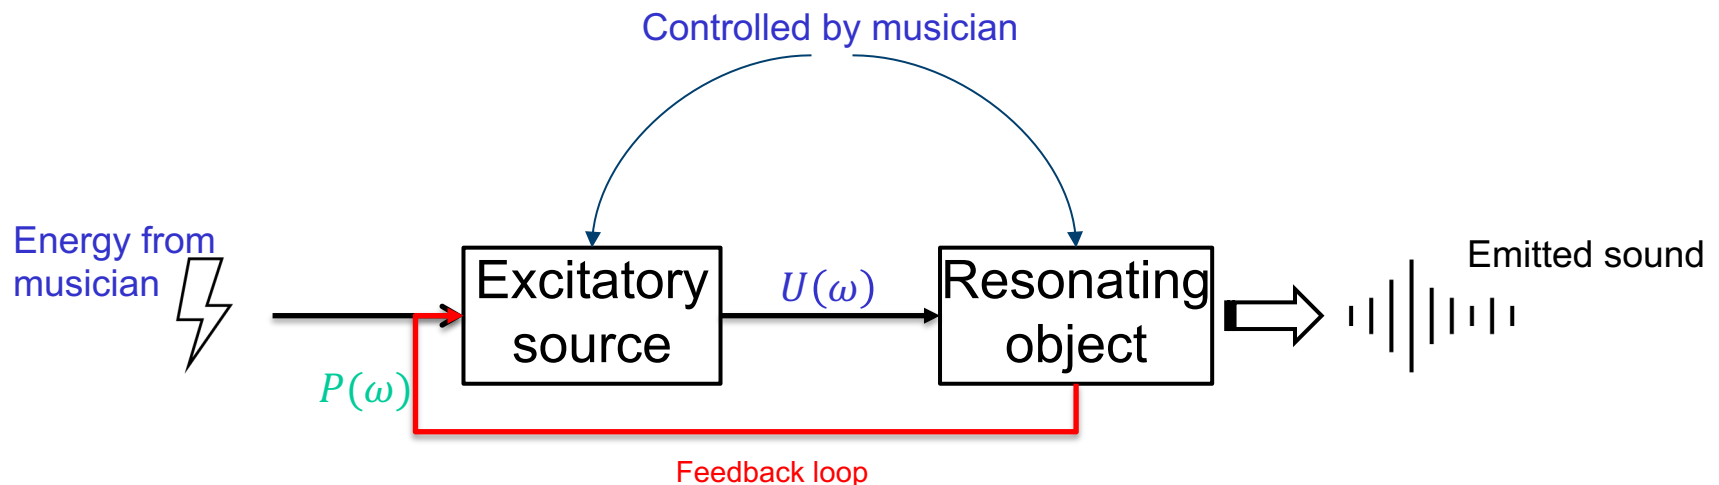 Controlled by musician
Energy from
musician
Excitatory
source
U(ω)
Resonating
object
Emitted sound
P(ω)
Feedback loop